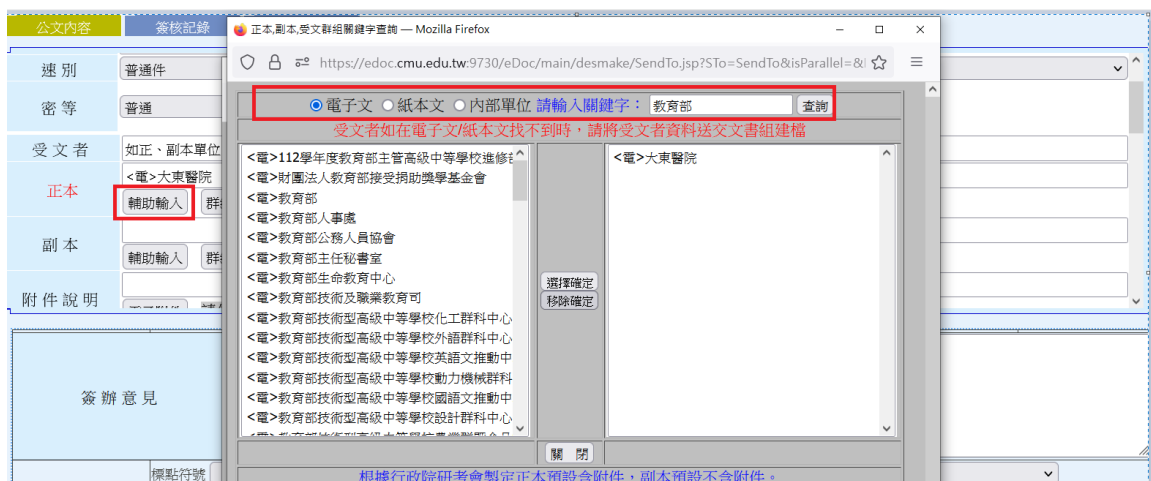 公文內容
簽核記錄
速別
普通件
密等
普通
受文者
如正、副本單位
正本
<電>大東醫院
輔助輸入
副本
輔助輸入
附件說明
簽辦意見
標點符號
正本,副本,受文群組關鍵字查詢 — Mozilla Firefox
https://edoc.cmu.edu.tw:9730/eDoc/main/desmake/SendTo.jsp?STo=SendTo&isParallel=&
電子文 紙本文 內部單位 請輸入關鍵字： 教育部 查詢
受文者如在電子文/紙本文找不到時，請將受文者資料送交文書組建檔
<電>112學年度教育部主管高級中等學校進修
<電>財團法人教育部接受捐助獎學基金會
<電>教育部
<電>教育部人事處
<電>教育部公務人員協會
<電>教育部主任秘書室
<電>教育部生命教育中心
<電>教育部技術及職業教育司
<電>教育部技術型高級中等學校化工群科中心
<電>教育部技術型高級中等學校外語群科中心
<電>教育部技術型高級中等學校英語文推動中
<電>教育部技術型高級中等學校動力機械群科
<電>教育部技術型高級中等學校國語文推動中
<電>教育部技術型高級中等學校設計群科中心
選擇確定
移除確定
<電>大東醫院
關 閉
根據行政院研考會製定正本預設含附件，副本預設不含附件。